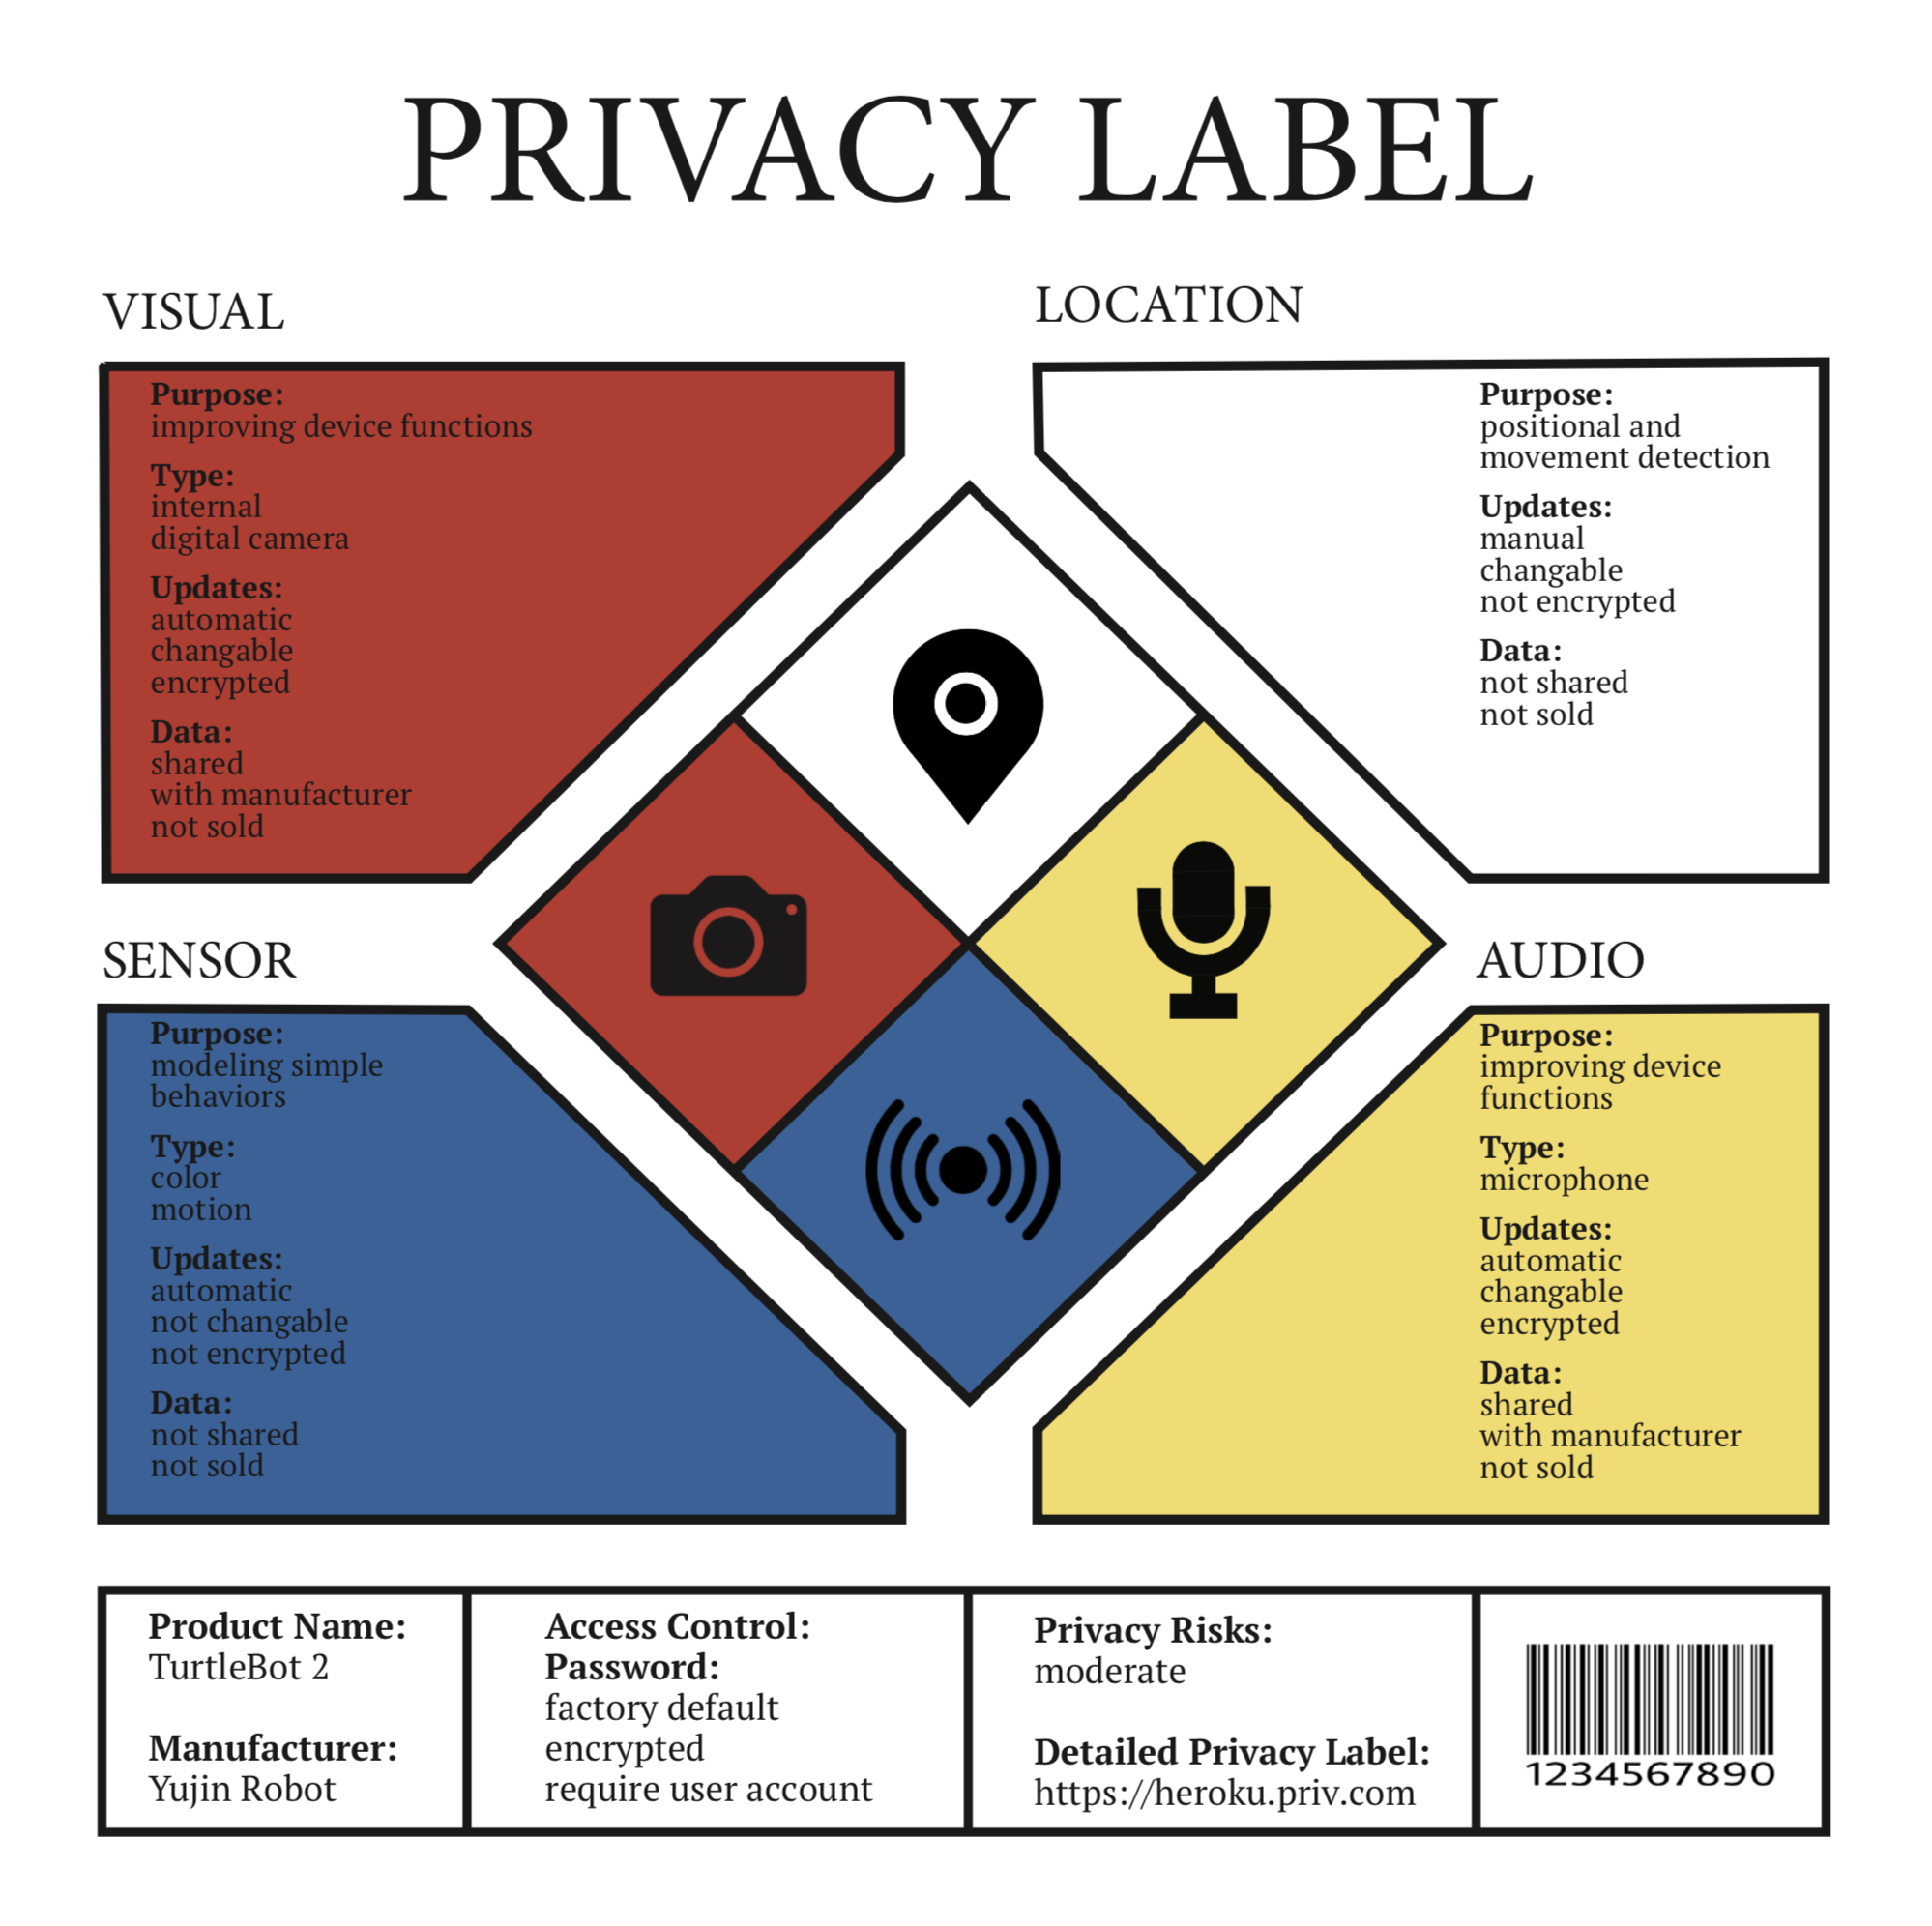 PRIVACY LABEL
VISUAL
Purpose:
improving device functions
Type:
internal
digital camera
Updates:
automatic
changable
encrypted
Data:
shared
with manufacturer
not sold
LOCATION
Purpose:
positional and
movement detection
Updates:
manual
changable
not encrypted
Data:
not shared
not sold
SENSOR
Purpose:
modeling simple
behaviors
Type:
color
motion
Updates:
automatic
not changable
not encrypted
Data:
not shared
not sold
AUDIO
Purpose:
improving device
functions
Type:
microphone
Updates:
automatic
changable
encrypted
Data:
shared
with manufacturer
not sold
Product Name:
TurtleBot 2
Manufacturer:
Yujin Robot
Access Control:
Password:
factory default
encrypted
require user account
Privacy Risks:
moderate
Detailed Privacy Label:
https://heroku.priv.com
1234567890